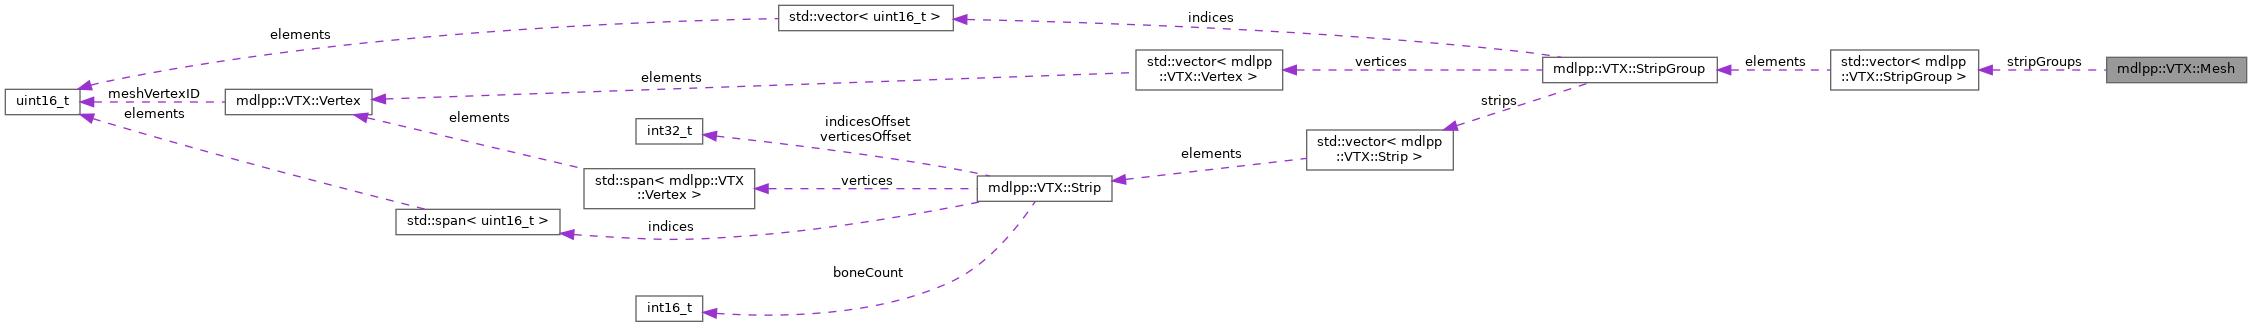 std::vector< uint16_t >
indices
elements
std::vector< mdlpp
::VTX::Vertex >
vertices
mdlpp::VTX::StripGroup
elements
std::vector< mdlpp
::VTX::StripGroup >
stripGroups
mdlpp::VTX::Mesh
elements
uint16_t
meshVertexID
mdlpp::VTX::Vertex
elements
strips
elements
int32_t
indicesOffset
verticesOffset
std::vector< mdlpp
::VTX::Strip >
elements
std::span< mdlpp::VTX
::Vertex >
vertices
mdlpp::VTX::Strip
std::span< uint16_t >
indices
boneCount
int16_t